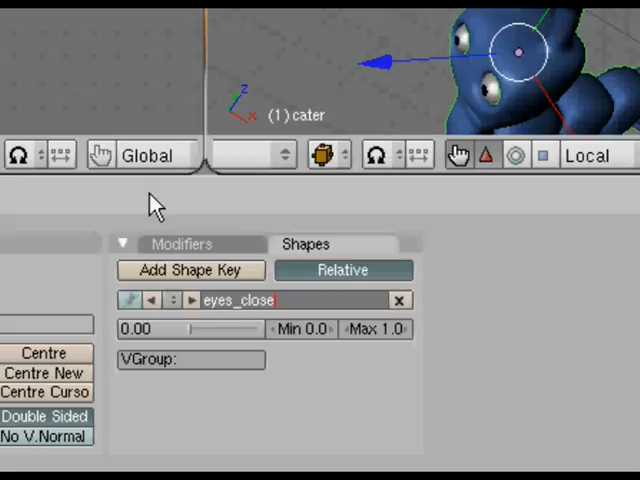 z
x
(1) cater
Global
Local
Modifiers
Shapes
Add Shape Key
Relative
eyes_close
x
0.00
Min 0.0
Max 1.0
VGroup:
Centre
Centre New
Centre Curso
Double Sided
No V.Normal